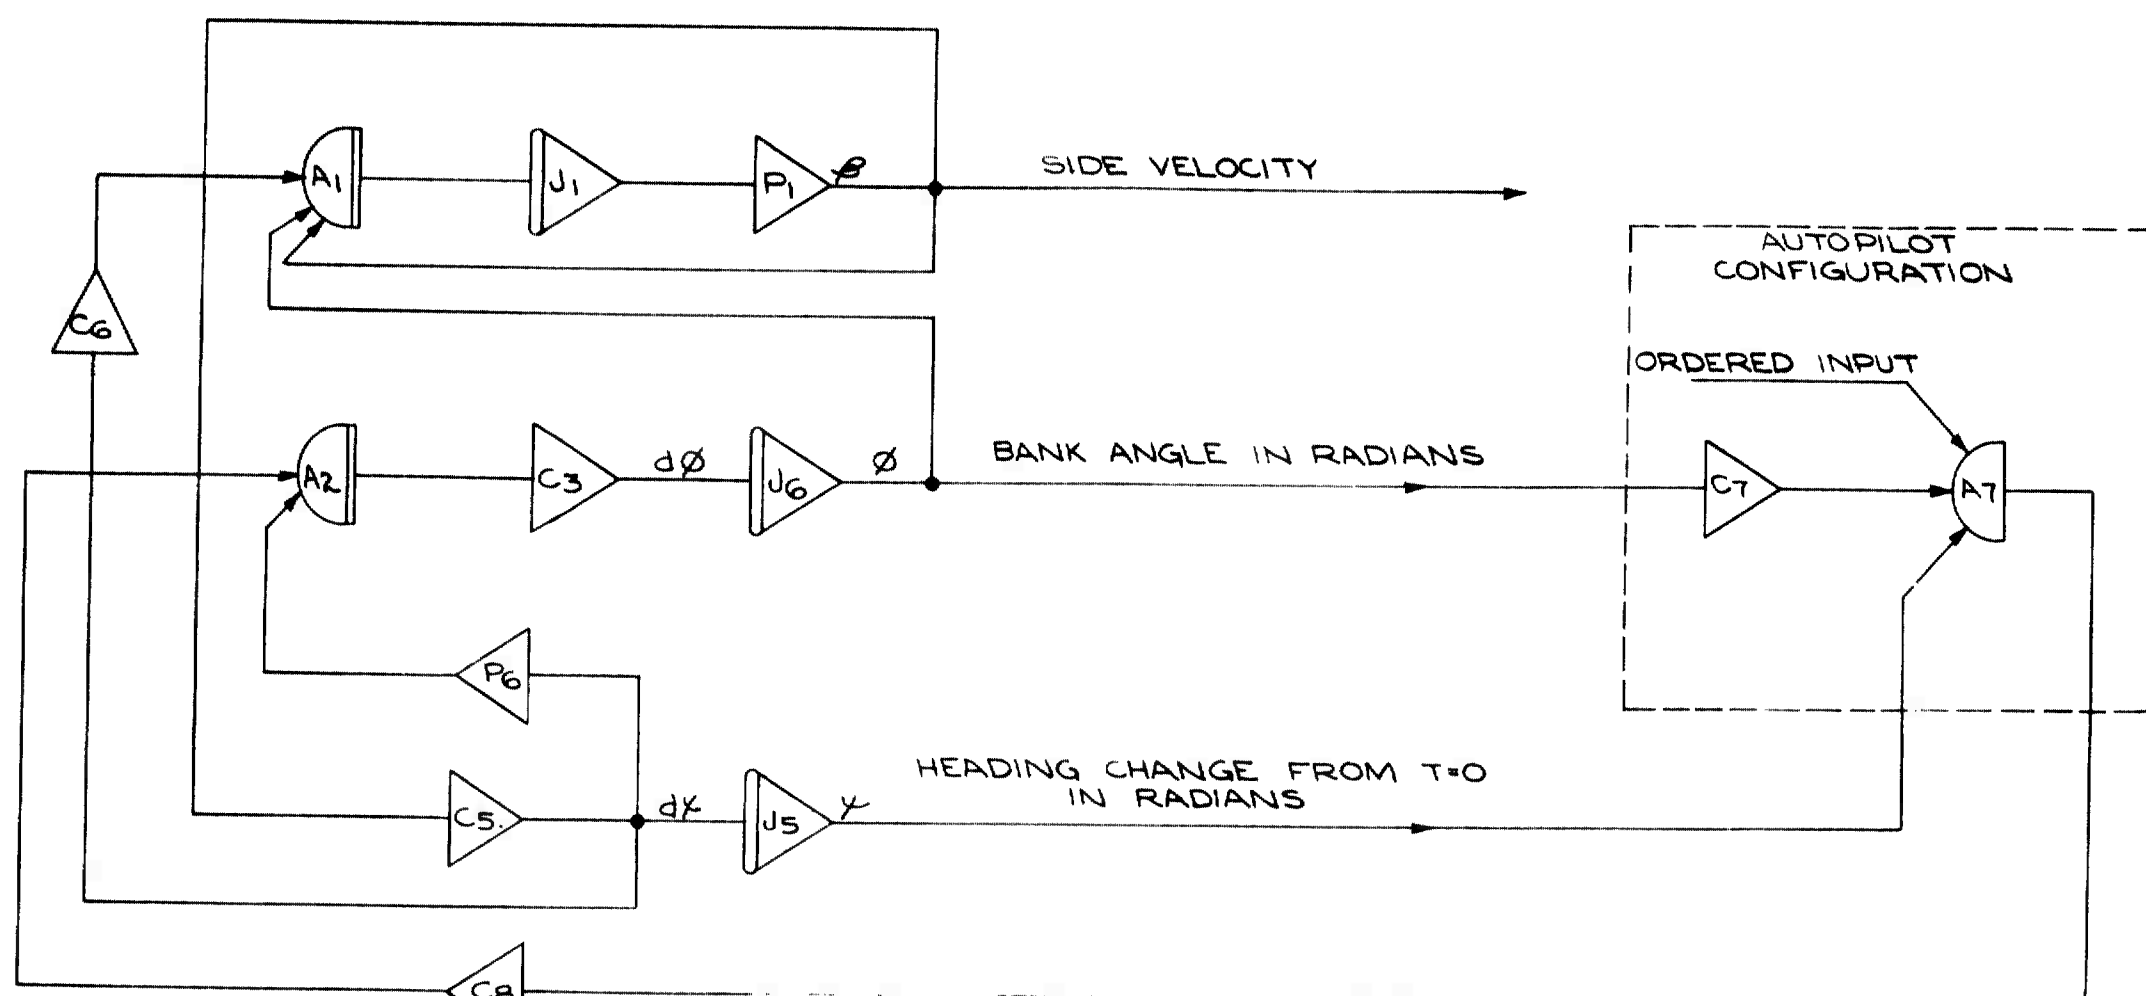 A1
J1
P1
β
SIDE VELOCITY
AUTOPILOT
CONFIGURATION
C6
ORDERED INPUT
A2
C3
dØ
J6
Ø
BANK ANGLE IN RADIANS
C7
A7
P6
HEADING CHANGE FROM T=0
IN RADIANS
C5.
dψ
J5
ψ
C8